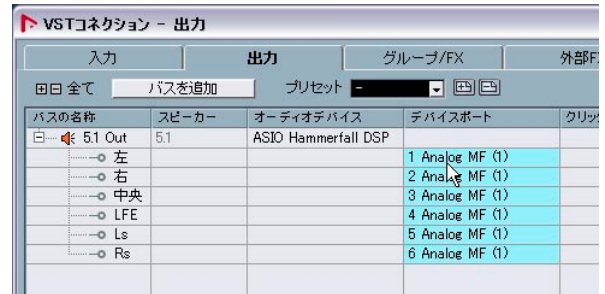 VSTコネクション - 出力
入力 出力 グループ/FX 外部F
全て バスを追加 プリセット -
バスの名称 スピーカー オーディオデバイス デバイスポート クリッ
5.1 Out 5.1 ASIO Hammerfall DSP
左 1 Analog MF (1)
右 2 Analog MF (1)
中央 3 Analog MF (1)
LFE 4 Analog MF (1)
Ls 5 Analog MF (1)
Rs 6 Analog MF (1)